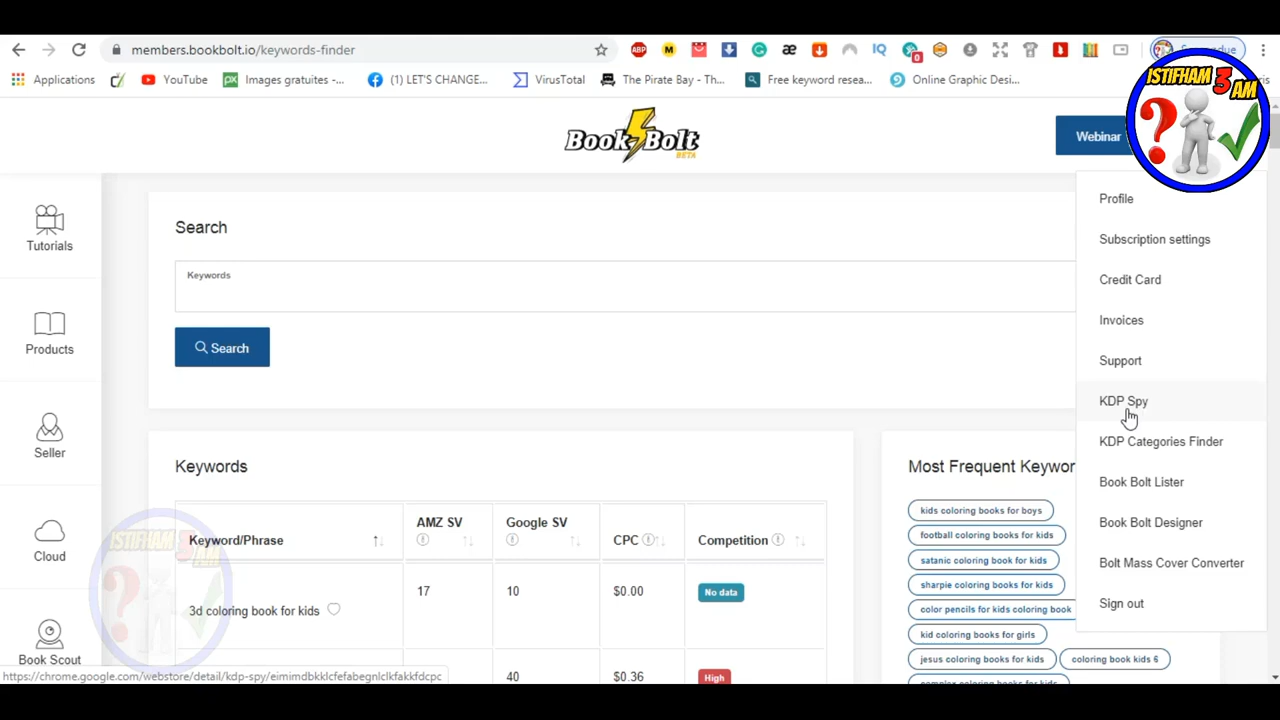 members.bookbolt.io/keywords-finder
Applications
YouTube
Images gratuites -...
(1) LET'S CHANGE...
VirusTotal
The Pirate Bay - Th...
Free keyword resea...
Online Graphic Desi...
ISTIFHAM 3 AM
Book Bolt
BETA
Webinar
Profile
Subscription settings
Credit Card
Invoices
Support
KDP Spy
KDP Categories Finder
Book Bolt Lister
Book Bolt Designer
Bolt Mass Cover Converter
Sign out
Tutorials
Products
Seller
Cloud
Book Scout
Search
Keywords
Search
Keywords
Keyword/Phrase
AMZ SV
Google SV
CPC
Competition
3d coloring book for kids
17
10
$0.00
No data
40
$0.36
High
Most Frequent Keywor
kids coloring books for boys
football coloring books for kids
satanic coloring book for kids
sharpie coloring books for kids
color pencils for kids coloring book
kid coloring books for girls
jesus coloring books for kids
coloring book kids 6
ISTIFHAM 3 AM
https://chrome.google.com/webstore/detail/kdp-spy/eimimdbkklcfefabegnlclkfakkfdcpc